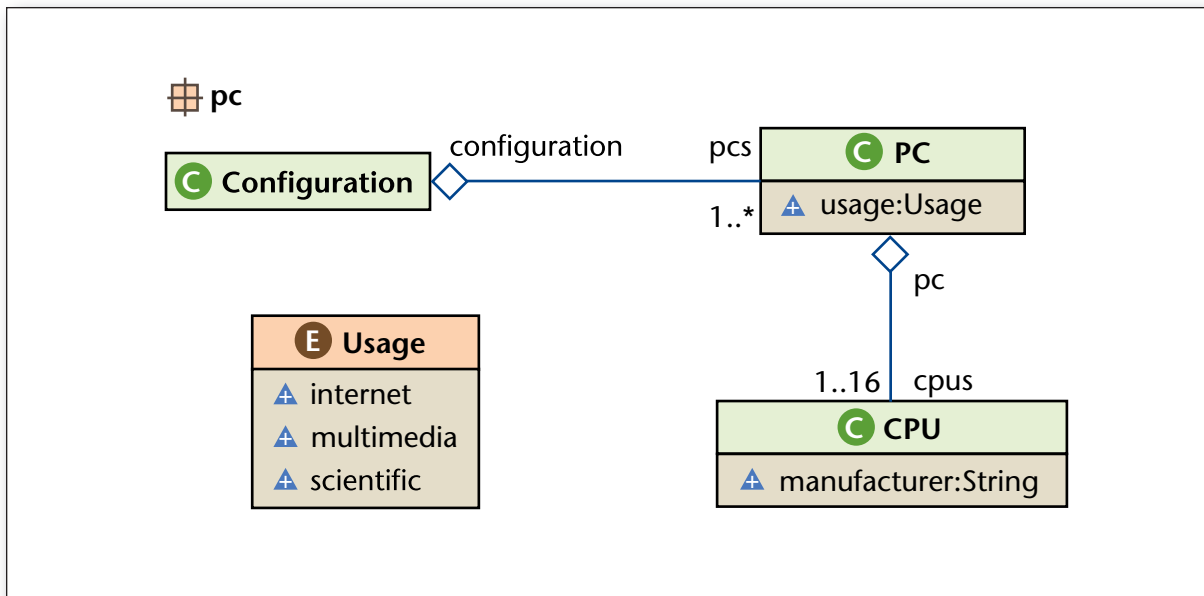 pc
configuration
pcs
C Configuration
1..*
C PC
usage:Usage
pc
1..16
cpus
E Usage
internet
multimedia
scientific
C CPU
manufacturer:String